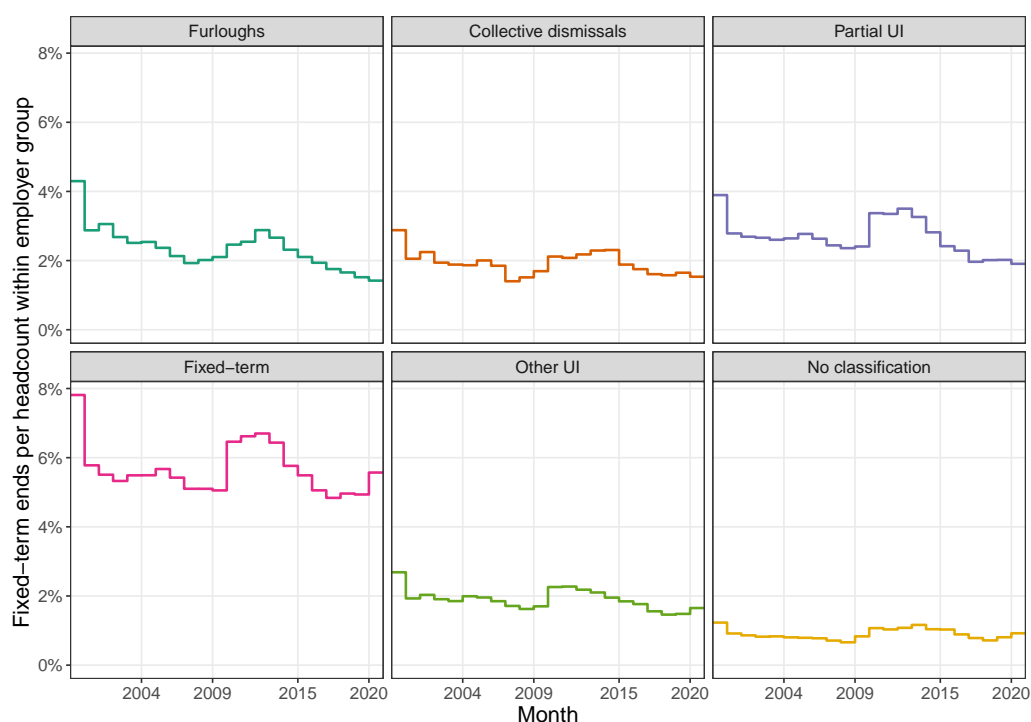 Furloughs
Collective dismissals
Partial UI
8%
6%
4%
2%
0%
Fixed−term
Other UI
No classification
8%
6%
4%
2%
0%
2004 2009 2015 2020
2004 2009 2015 2020
2004 2009 2015 2020
Month
Fixed−term ends per headcount within employer group